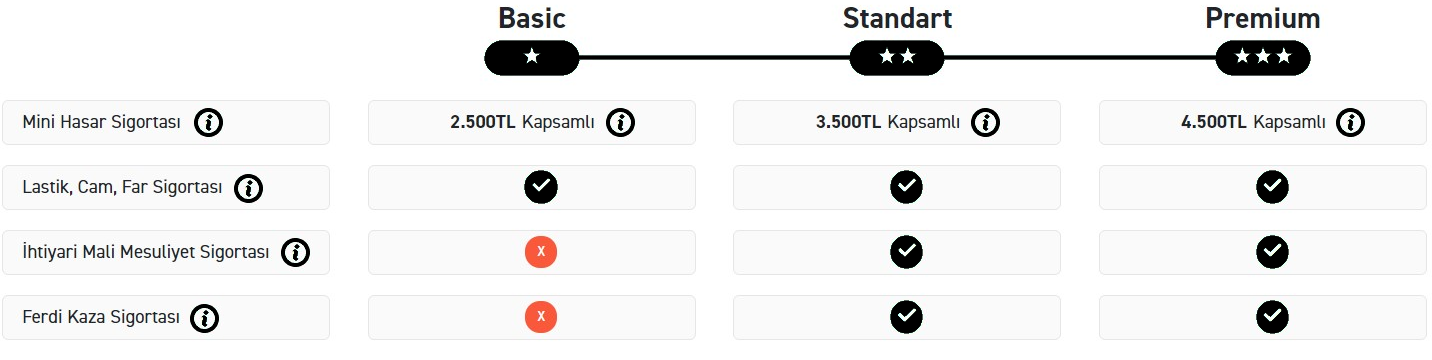 Basic Standart Premium
Mini Hasar Sigortası 2.500TL Kapsamlı 3.500TL Kapsamlı 4.500TL Kapsamlı
Lastik, Cam, Far Sigortası
İhtiyari Mali Mesuliyet Sigortası X
Ferdi Kaza Sigortası X